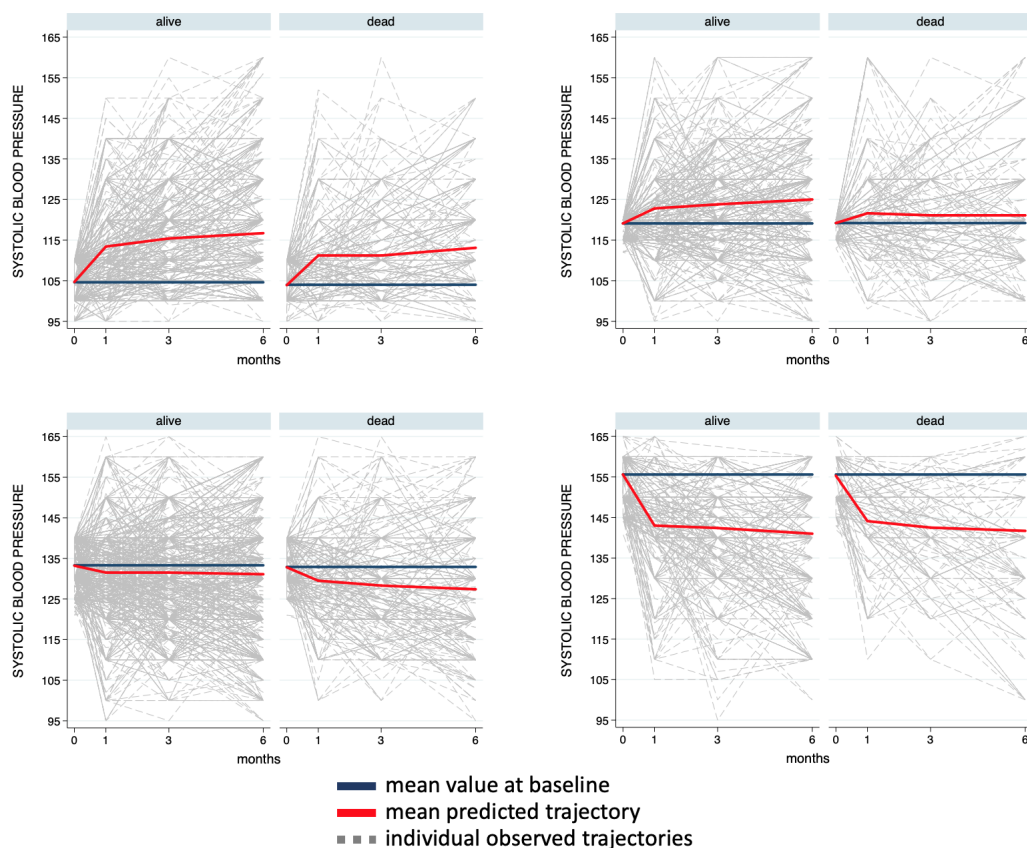 alive dead
165
155
145
135
125
115
105
95
SYSTOLIC BLOOD PRESSURE
0 1 3 6 0 1 3 6
months
alive dead
165
155
145
135
125
115
105
95
SYSTOLIC BLOOD PRESSURE
0 1 3 6 0 1 3 6
months
alive dead
165
155
145
135
125
115
105
95
SYSTOLIC BLOOD PRESSURE
0 1 3 6 0 1 3 6
months
alive dead
165
155
145
135
125
115
105
95
SYSTOLIC BLOOD PRESSURE
0 1 3 6 0 1 3 6
months
mean value at baseline
mean predicted trajectory
individual observed trajectories